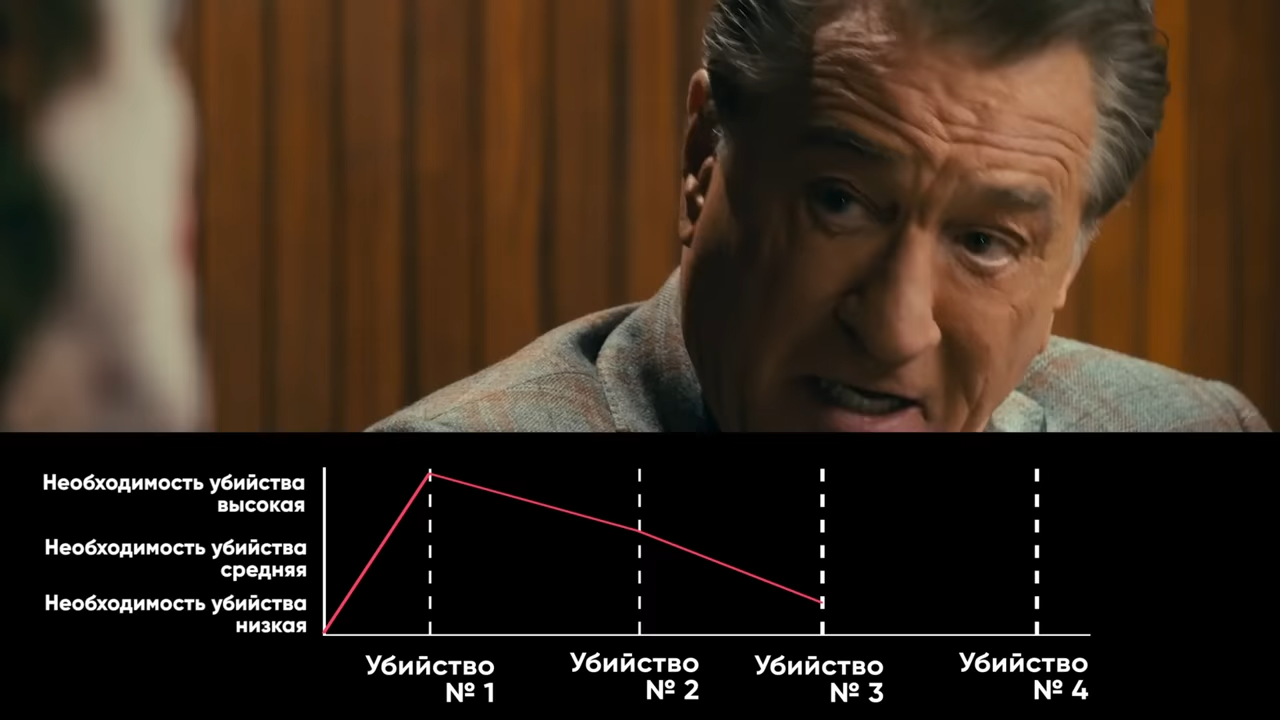 Необходимость убийства
высокая
Необходимость убийства
средняя
Необходимость убийства
низкая
Убийство
№ 1
Убийство
№ 2
Убийство
№ 3
Убийство
№ 4